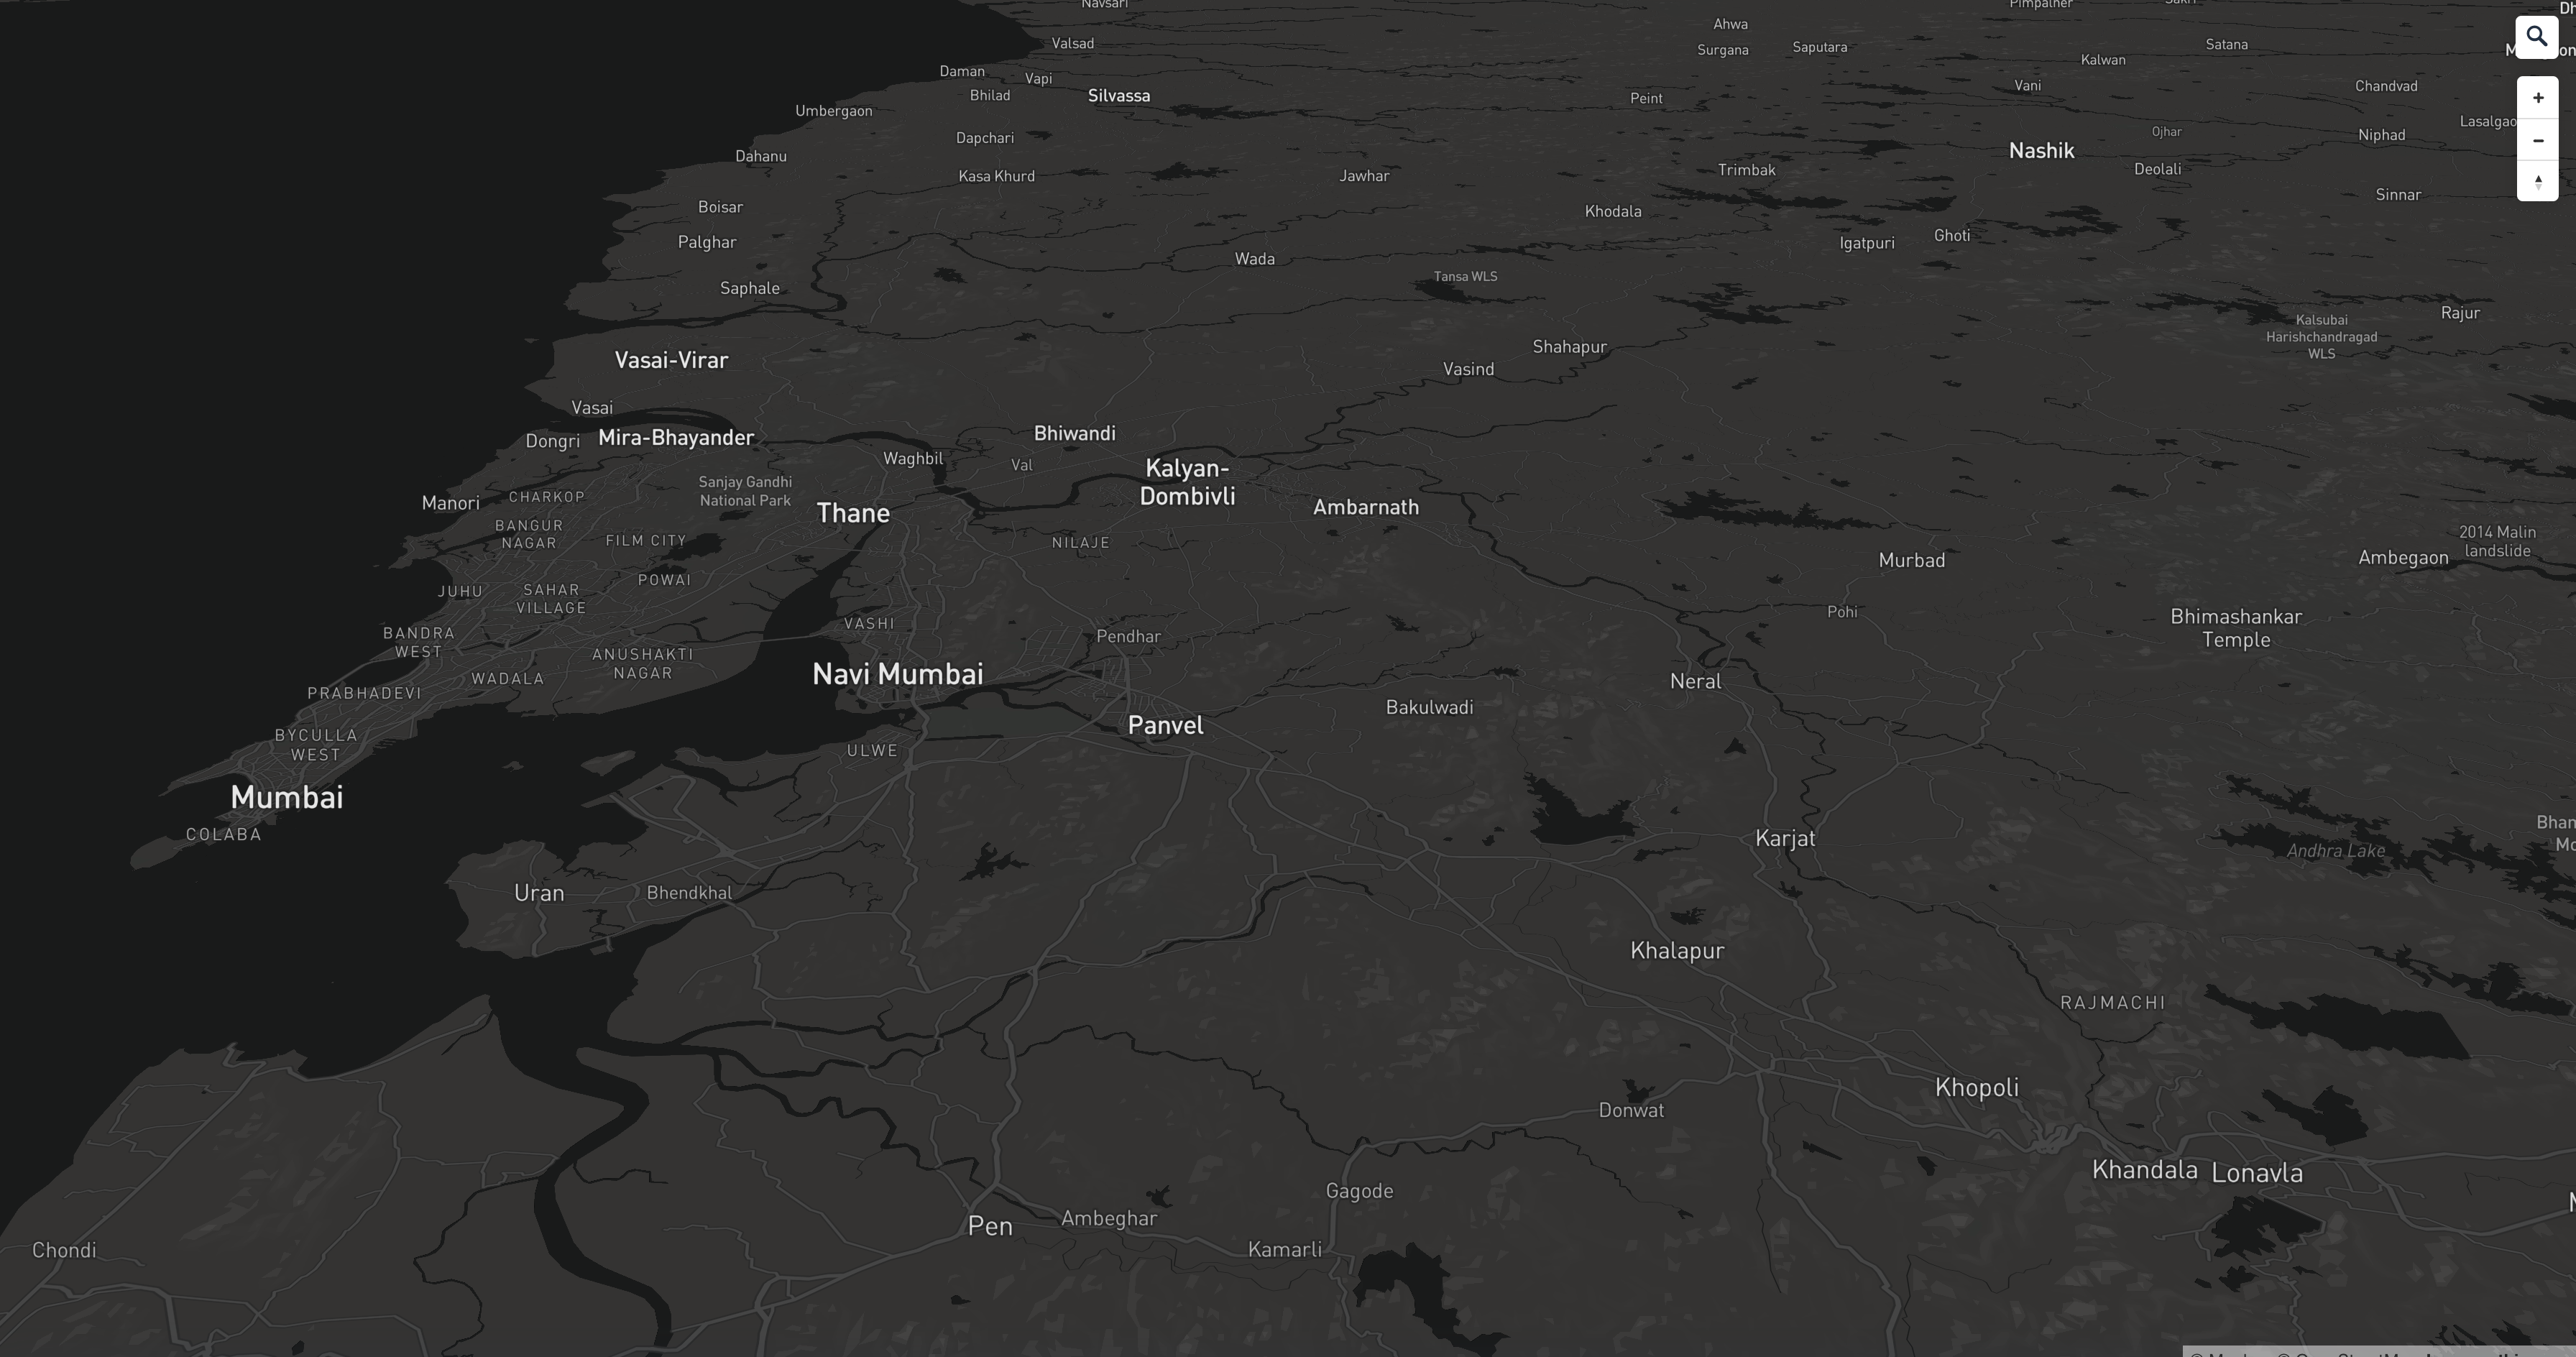 Navsari
Pimpalner
Ahwa
Valsad
Surgana
Saputara
Satana
Kalwan
Daman
Vapi
Bhilad
Silvassa
Peint
Vani
Chandvad
Umbergaon
Dapchari
Nashik
Ojhar
Niphad
Dahanu
Kasa Khurd
Jawhar
Trimbak
Deolali
Sinnar
Boisar
Khodala
Palghar
Igatpuri
Ghoti
Wada
Saphale
Tansa WLS
Rajur
Kalsubai
Harishchandragad
WLS
Vasai-Virar
Shahapur
Vasind
Vasai
Dongri
Mira-Bhayander
Bhiwandi
Waghbil
Val
Kalyan-
Dombivli
Sanjay Gandhi
National Park
Manori
CHARKOP
Thane
Ambarnath
BANGUR
NAGAR
FILM CITY
NILAJE
2014 Malin
landslide
Ambegaon
Murbad
JUHU
SAHAR
VILLAGE
POWAI
Pohi
Bhimashankar
Temple
BANDRA
WEST
VASHI
Pendhar
ANUSHAKTI
NAGAR
WADALA
Navi Mumbai
Neral
PRABHADEVI
Bakulwadi
Panvel
BYCULLA
WEST
ULWE
Mumbai
COLABA
Karjat
Andhra Lake
Uran
Bhendkhal
Khalapur
RAJMACHI
Khopoli
Donwat
Khandala
Lonavla
Gagode
Pen
Ambeghar
Kamarli
Chondi